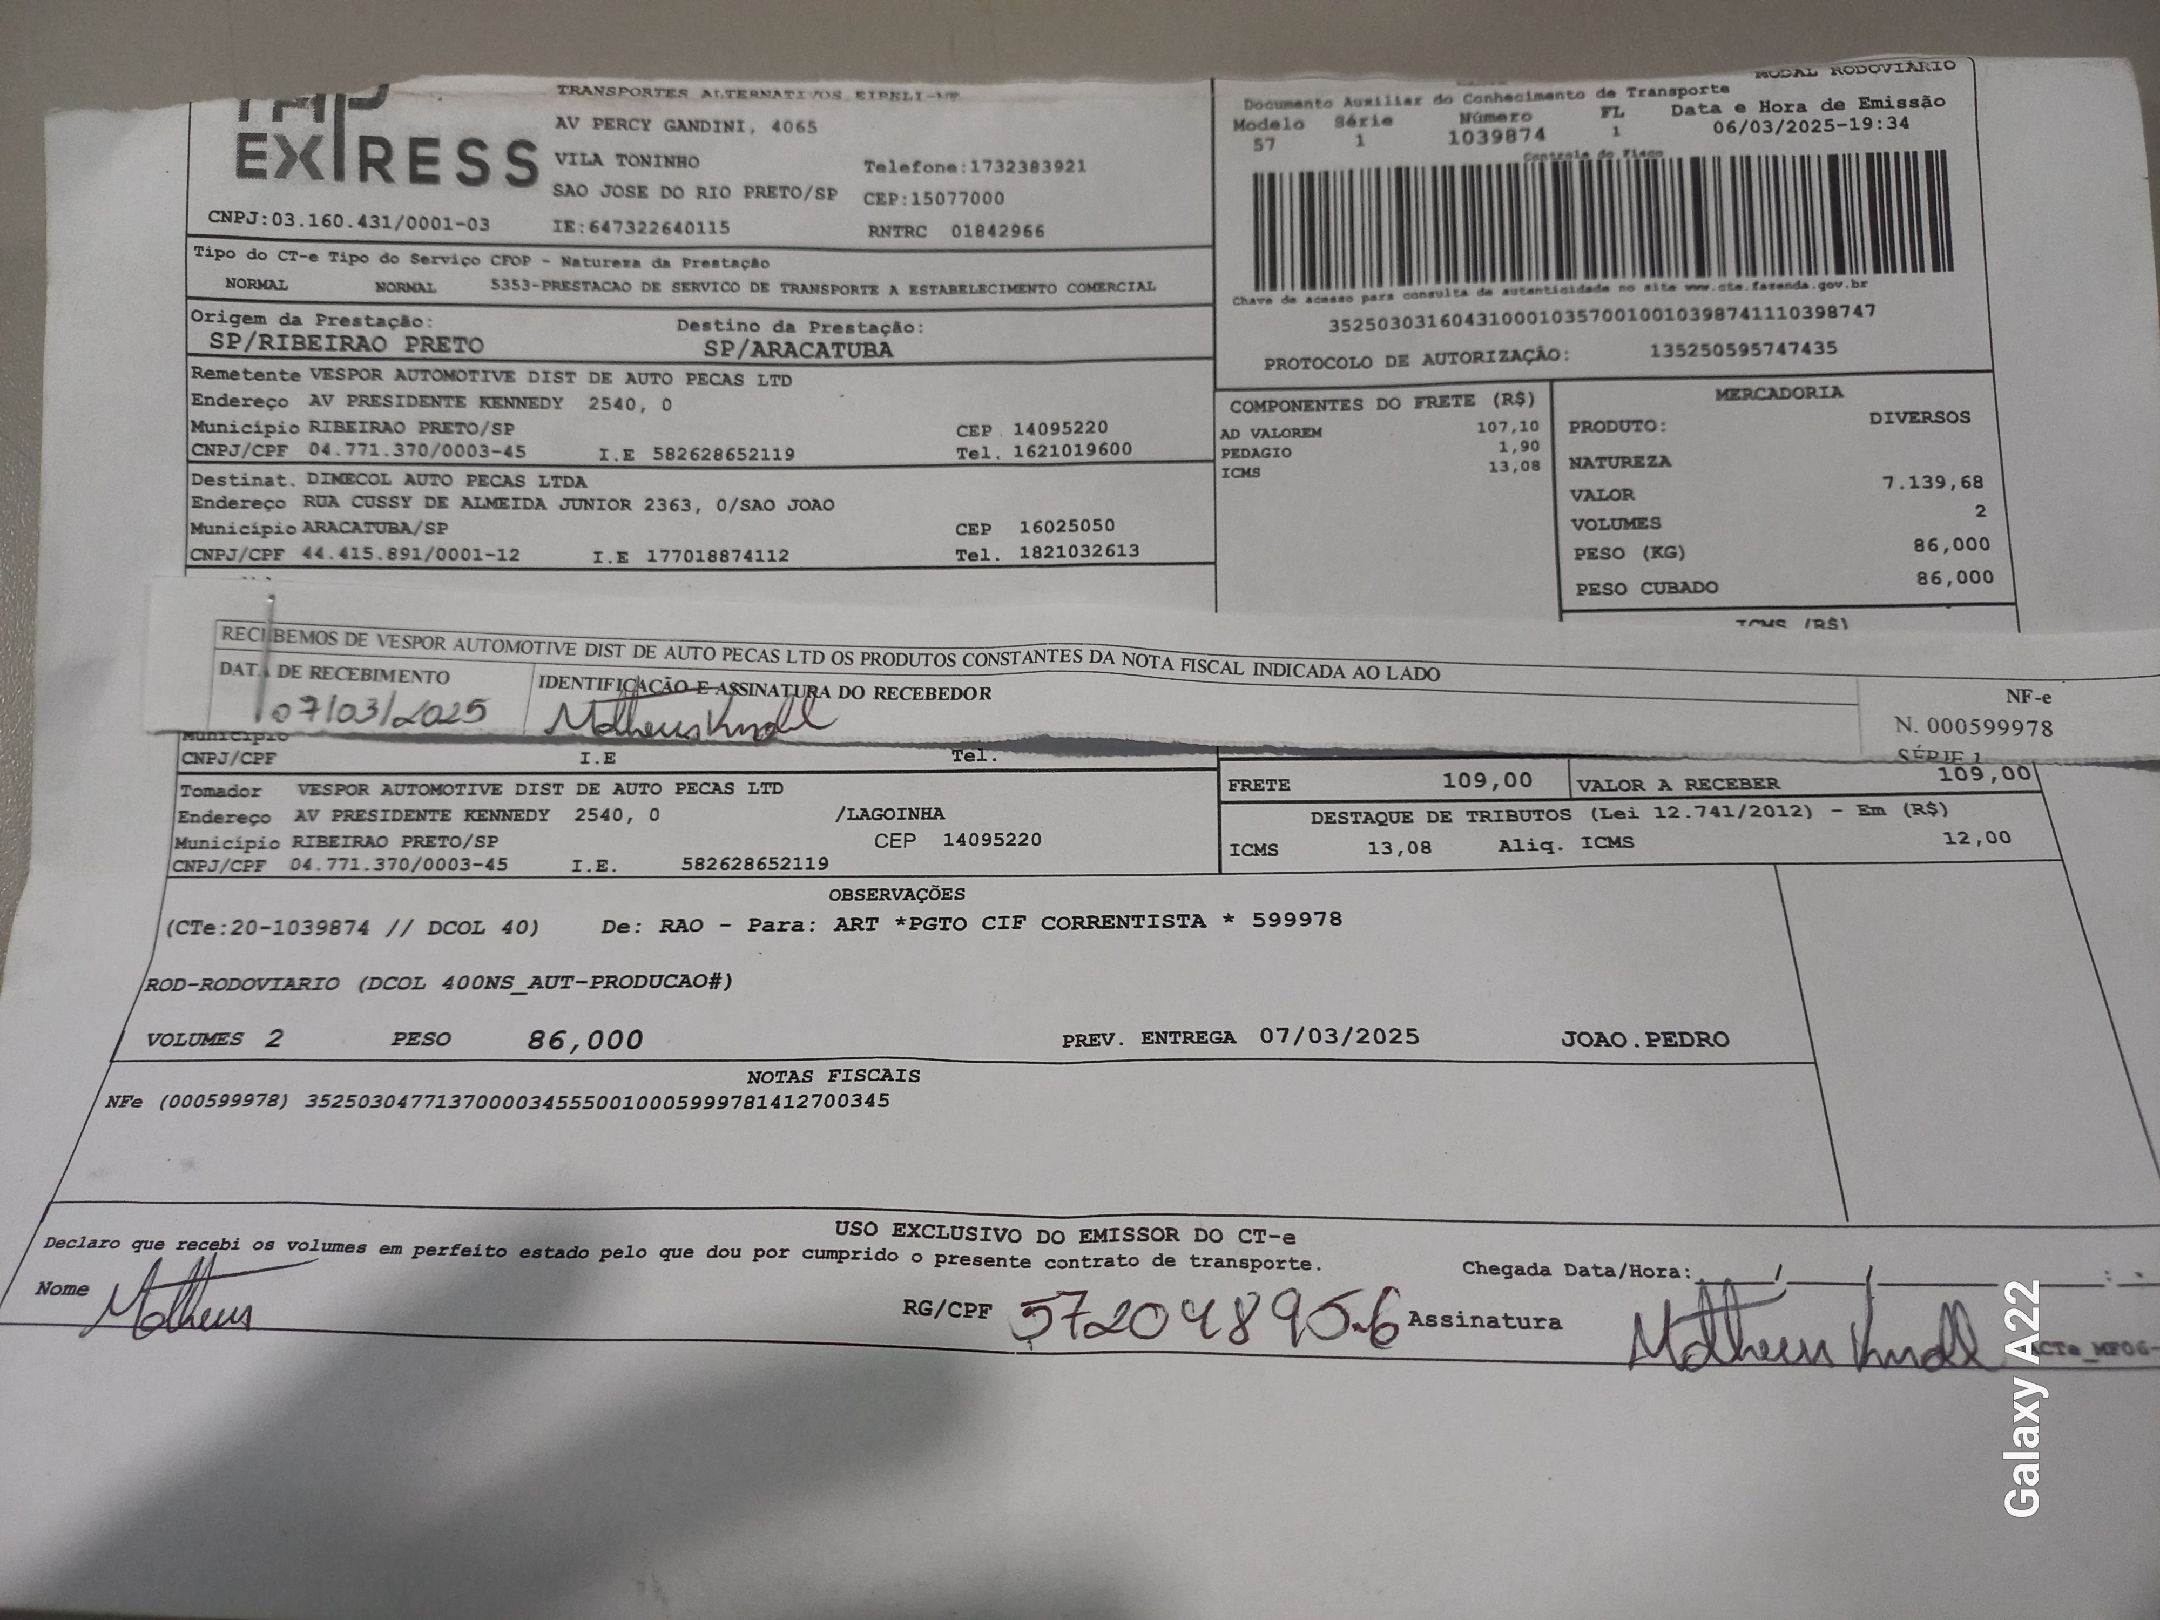 EXPRESS
TRANSPORTES ALTERNATIVOS EIRELI-ME
AV PERCY GANDINI, 4065
VILA TONINHO Telefone:1732383921
SAO JOSE DO RIO PRETO/SP CEP:15077000
CNPJ:03.160.431/0001-03 IE:647322640115 RNTRC 01842966
MODAL RODOVIÁRIO
Documento Auxiliar do Conhecimento de Transporte
Modelo Série Número FL Data e Hora de Emissão
57 1 1039874 1 06/03/2025-19:34
Controle do Fisco
Chave de acesso para consulta de autenticidade no site www.cte.fazenda.gov.br
35250303160431000103570010010398741110398747
PROTOCOLO DE AUTORIZAÇÃO: 135250595747435
Tipo do CT-e Tipo do Serviço CFOP - Natureza da Prestação
NORMAL NORMAL 5353-PRESTACAO DE SERVICO DE TRANSPORTE A ESTABELECIMENTO COMERCIAL
Origem da Prestação: Destino da Prestação:
SP/RIBEIRAO PRETO SP/ARACATUBA
Remetente VESPOR AUTOMOTIVE DIST DE AUTO PECAS LTD
Endereço AV PRESIDENTE KENNEDY 2540, 0
Município RIBEIRAO PRETO/SP CEP 14095220
CNPJ/CPF 04.771.370/0003-45 I.E 582628652119 Tel. 1621019600
Destinat. DIMECOL AUTO PECAS LTDA
Endereço RUA CUSSY DE ALMEIDA JUNIOR 2363, 0/SAO JOAO
Município ARACATUBA/SP CEP 16025050
CNPJ/CPF 44.415.891/0001-12 I.E 177018874112 Tel. 1821032613
COMPONENTES DO FRETE (R$)
AD VALOREM 107,10
PEDAGIO 1,90
ICMS 13,08
MERCADORIA
PRODUTO: DIVERSOS
NATUREZA
VALOR 7.139,68
VOLUMES 2
PESO (KG) 86,000
PESO CUBADO 86,000
ICMS (R$)
RECEBEMOS DE VESPOR AUTOMOTIVE DIST DE AUTO PECAS LTD OS PRODUTOS CONSTANTES DA NOTA FISCAL INDICADA AO LADO
DATA DE RECEBIMENTO IDENTIFICAÇÃO E ASSINATURA DO RECEBEDOR
07/03/2025 Matheus Knoll
NF-e
N. 000599978
SÉRIE 1
Município
CNPJ/CPF I.E Tel.
Tomador VESPOR AUTOMOTIVE DIST DE AUTO PECAS LTD
Endereço AV PRESIDENTE KENNEDY 2540, 0 /LAGOINHA
Município RIBEIRAO PRETO/SP CEP 14095220
CNPJ/CPF 04.771.370/0003-45 I.E. 582628652119
FRETE 109,00 VALOR A RECEBER 109,00
DESTAQUE DE TRIBUTOS (Lei 12.741/2012) - Em (R$)
ICMS 13,08 Aliq. ICMS 12,00
OBSERVAÇÕES
(CTe:20-1039874 // DCOL 40) De: RAO - Para: ART *PGTO CIF CORRENTISTA * 599978
ROD-RODOVIARIO (DCOL 400NS_AUT-PRODUCAO#)
VOLUMES 2 PESO 86,000 PREV. ENTREGA 07/03/2025 JOAO.PEDRO
NOTAS FISCAIS
NFe (000599978) 35250304771370000345550010005999781412700345
USO EXCLUSIVO DO EMISSOR DO CT-e
Declaro que recebi os volumes em perfeito estado pelo que dou por cumprido o presente contrato de transporte.
Chegada Data/Hora: / / :
Nome Matheus RG/CPF 572048956 Assinatura Matheus Knoll
Galaxy A22